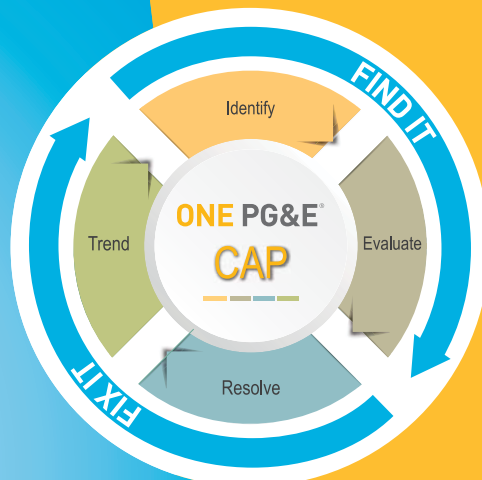 FIND IT
Identify
ONE PG&E®
CAP
Trend
Evaluate
Resolve
FIX IT